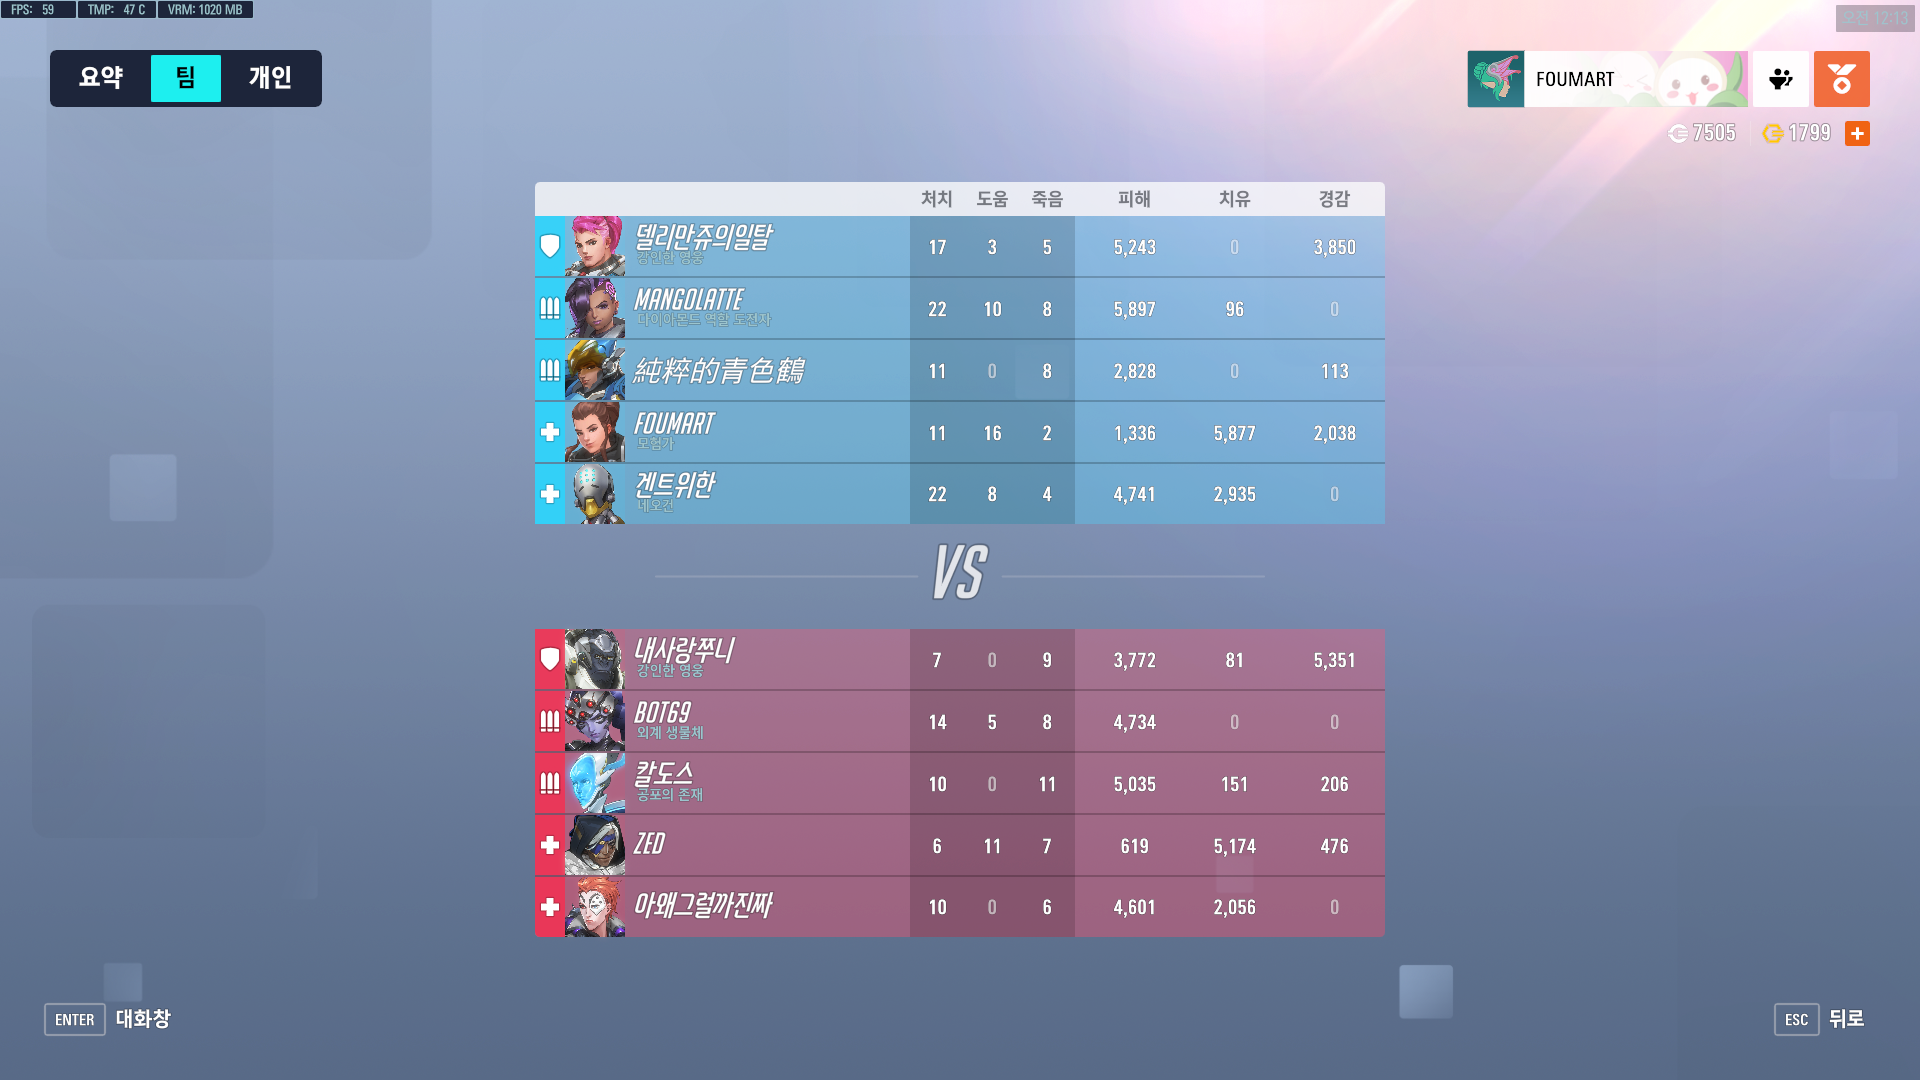 FPS: 59 TMP: 47 C VRM: 1020 MB
오전 12:13
요약 팀 개인
FOUMART
7505 1799
처치 도움 죽음 피해 치유 경감
델리만쥬의일탈 17 3 5 5,243 0 3,850
강인한 영웅
MANGOLATTE 22 10 8 5,897 96 0
다이아몬드 역할 도전자
純粹的青色鶴 11 0 8 2,828 0 113
FOUMART 11 16 2 1,336 5,877 2,038
모험가
겐트위한 22 8 4 4,741 2,935 0
네오건
VS
내사랑쭈니 7 0 9 3,772 81 5,351
강인한 영웅
BOT69 14 5 8 4,734 0 0
외계 생물체
칼도스 10 0 11 5,035 151 206
공포의 존재
ZED 6 11 7 619 5,174 476
아왜그럴까진짜 10 0 6 4,601 2,056 0
ENTER 대화창
ESC 뒤로